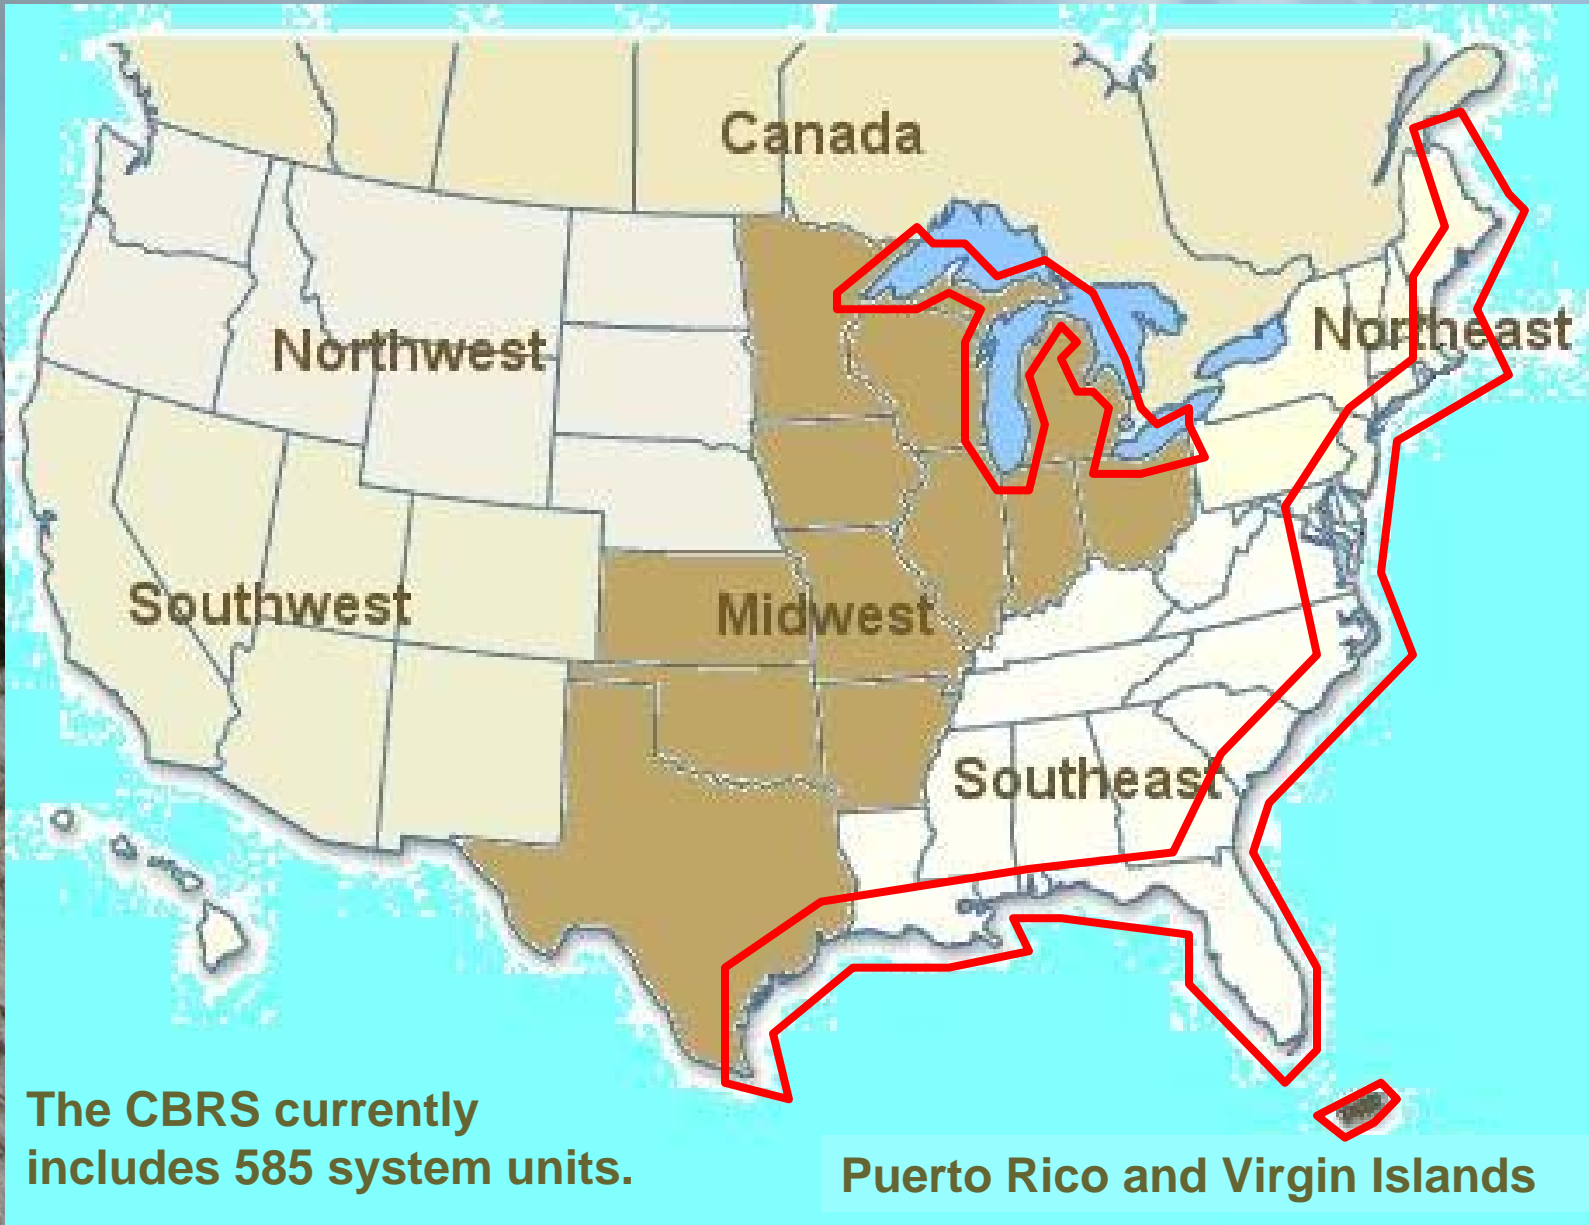 Canada
Northwest
Northeast
Southwest
Midwest
Southeast
The CBRS currently
includes 585 system units.
Puerto Rico and Virgin Islands